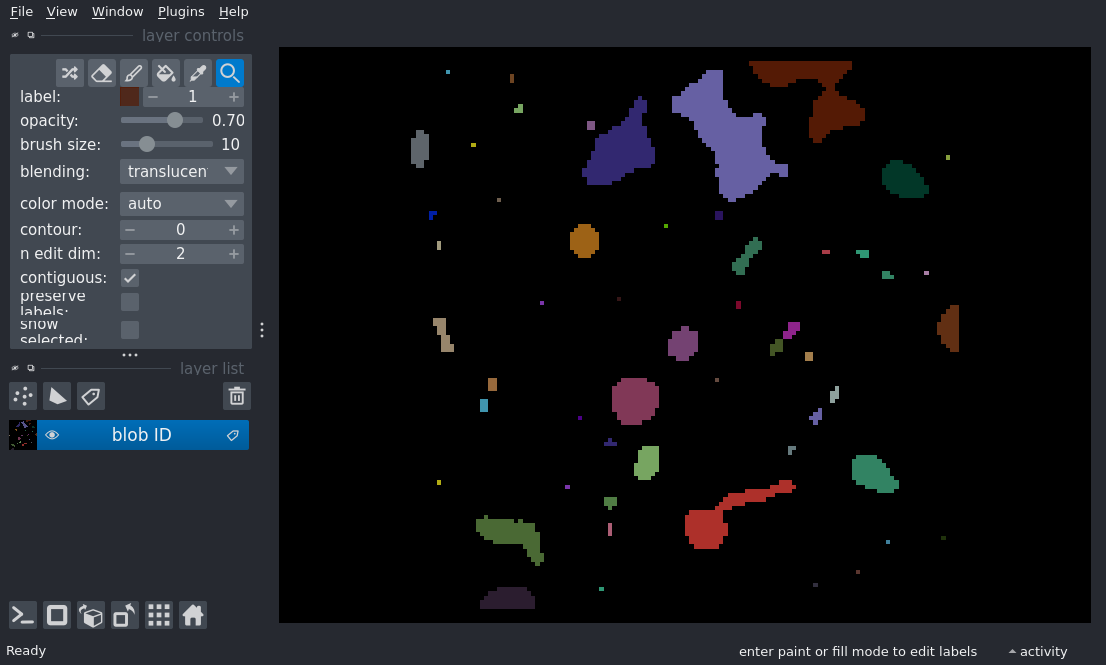 File View Window Plugins Help
layer controls
label: 1
opacity: 0.70
brush size: 10
blending: translucen
color mode: auto
contour: 0
n edit dim: 2
contiguous:
preserve
labels:
show
selected:
layer list
blob ID
Ready
enter paint or fill mode to edit labels
activity